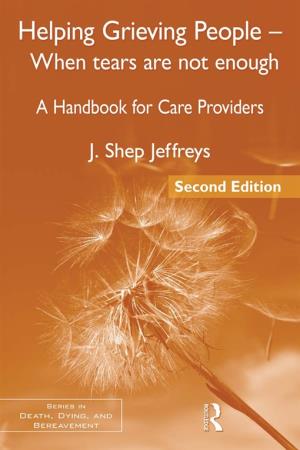 Helping Grieving People –
When tears are not enough
A Handbook for Care Providers
J. Shep Jeffreys
Second Edition
Series in
Death, Dying, and
Bereavement
Routledge